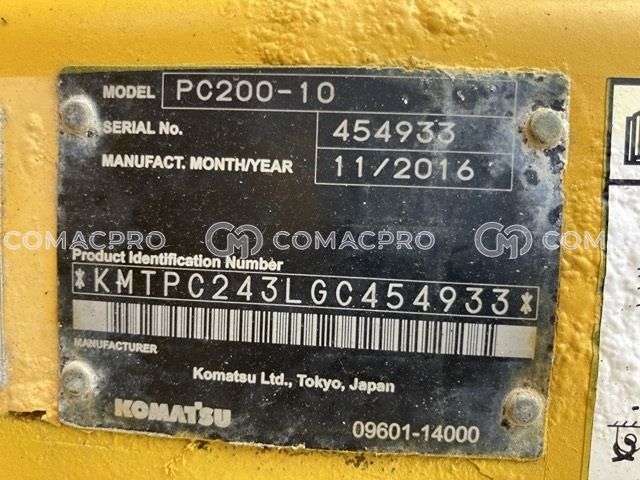 MODEL PC200-10
SERIAL No. 454933
MANUFACT. MONTH/YEAR 11/2016
COMACPRO COMACPRO COMACPRO
Product Identification Number
*KMTPC243LGC454933*
MANUFACTURER
Komatsu Ltd., Tokyo, Japan
KOMATSU
09601-14000